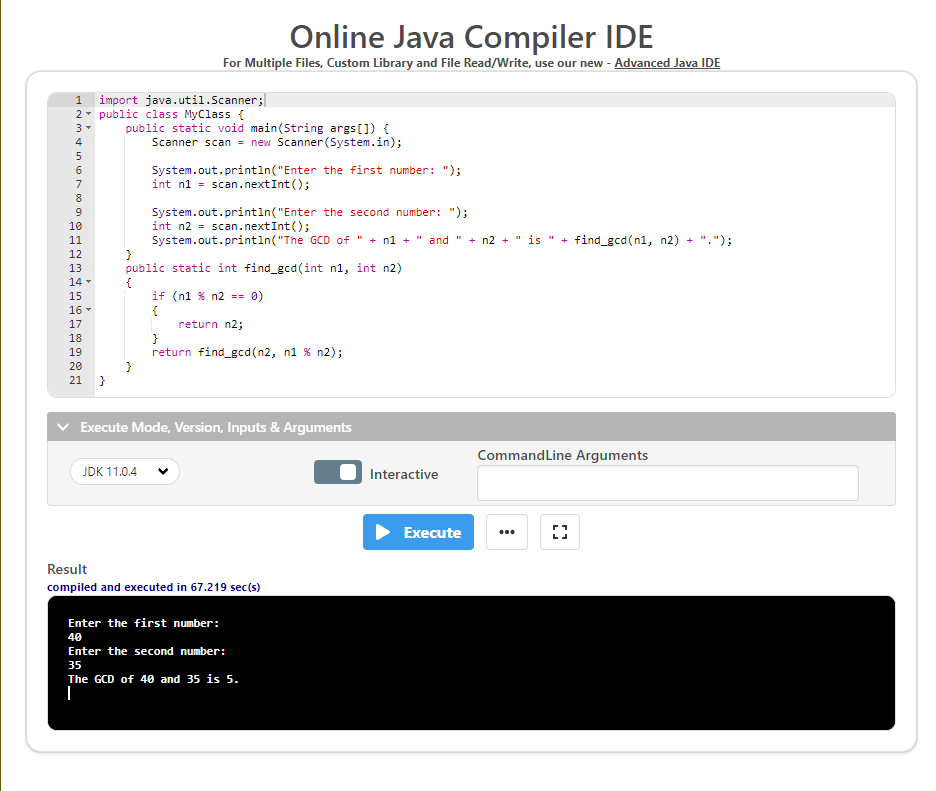 Online Java Compiler IDE
For Multiple Files, Custom Library and File Read/Write, use our new - Advanced Java IDE
1 import java.util.Scanner;
2 public class MyClass {
3     public static void main(String args[]) {
4         Scanner scan = new Scanner(System.in);
5
6         System.out.println("Enter the first number: ");
7         int n1 = scan.nextInt();
8
9         System.out.println("Enter the second number: ");
10         int n2 = scan.nextInt();
11         System.out.println("The GCD of " + n1 + " and " + n2 + " is " + find_gcd(n1, n2) + ".");
12     }
13     public static int find_gcd(int n1, int n2)
14     {
15         if (n1 % n2 == 0)
16         {
17             return n2;
18         }
19         return find_gcd(n2, n1 % n2);
20     }
21 }
Execute Mode, Version, Inputs & Arguments
CommandLine Arguments
JDK 11.0.4 Interactive
Execute
Result
compiled and executed in 67.219 sec(s)
Enter the first number:
40
Enter the second number:
35
The GCD of 40 and 35 is 5.